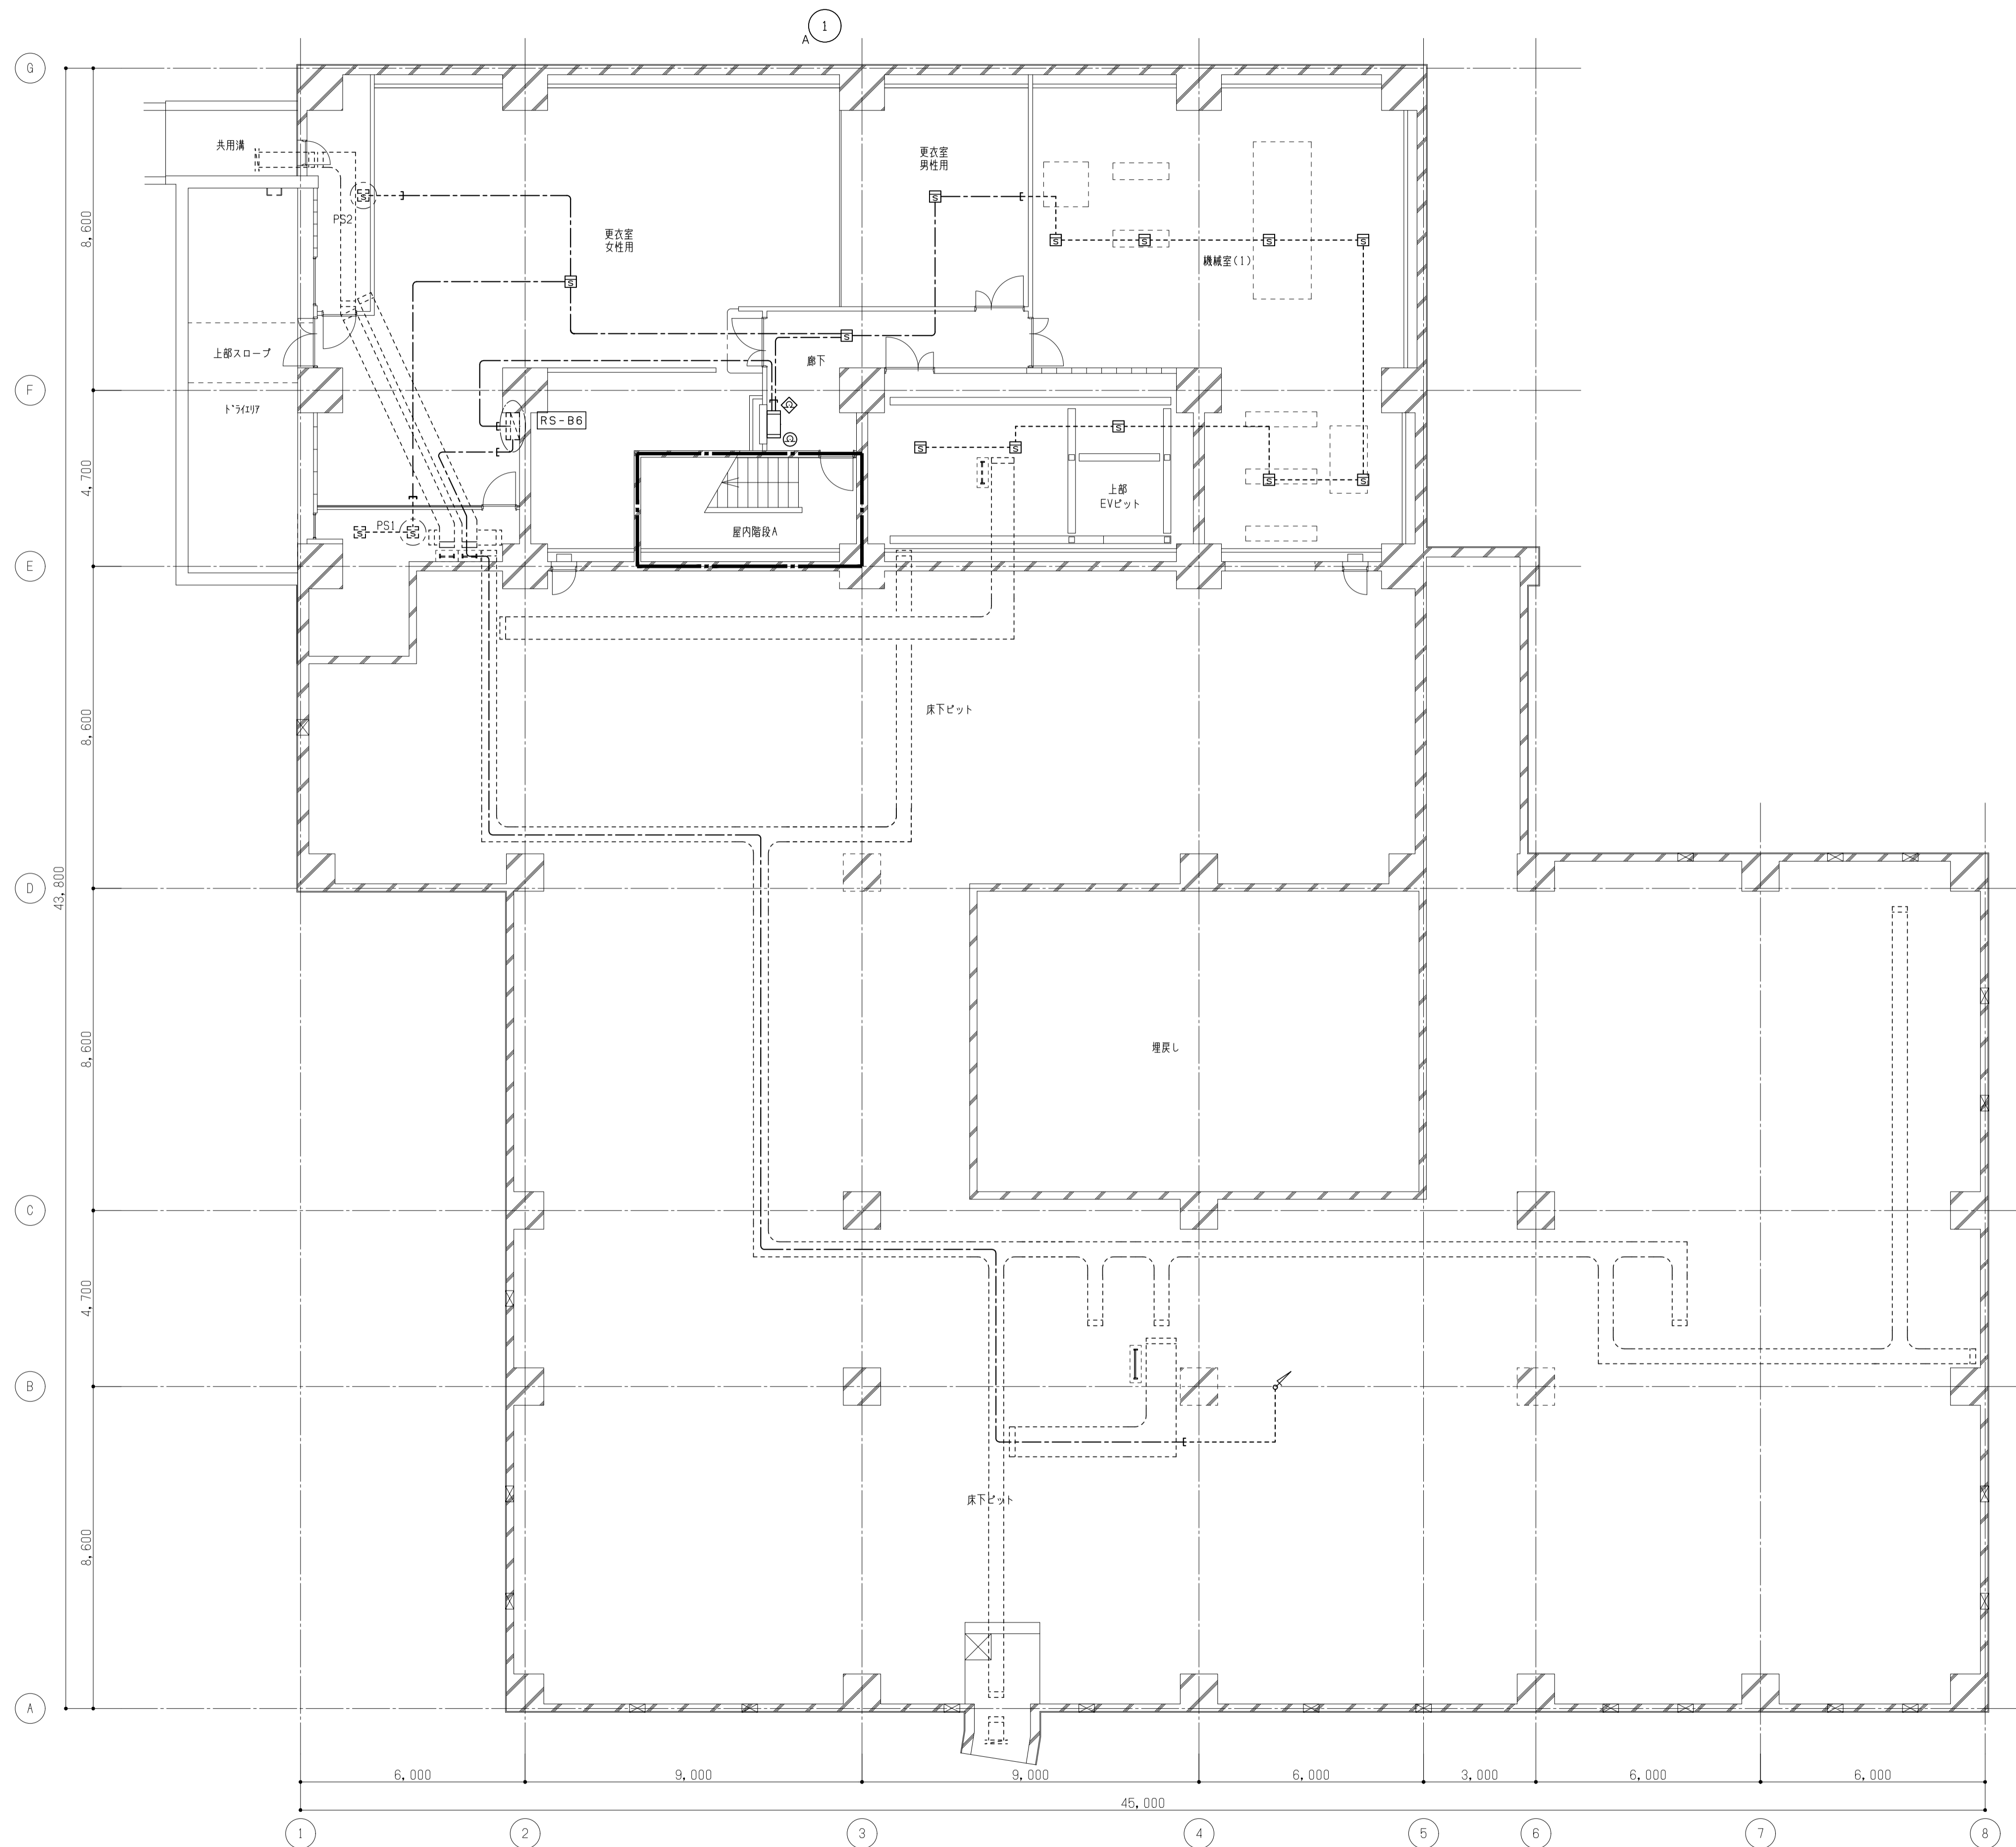 1
A
G
共用溝
更衣室
男性用
S
S
PS2
8,600
更衣室
女性用
S
S
S
S
機械室(1)
S
S
上部スロープ
廊下
F
ドライエリア
Ω
RS-B6
S
Ω
S
S
4,700
S
S
上部
EVピット
PS1
S
S
屋内階段A
E
床下ピット
8,600
43,800
D
埋戻し
8,600
C
4,700
B
床下ピット
8,600
A
6,000
9,000
9,000
6,000
3,000
6,000
6,000
45,000
1
2
3
4
5
6
7
8